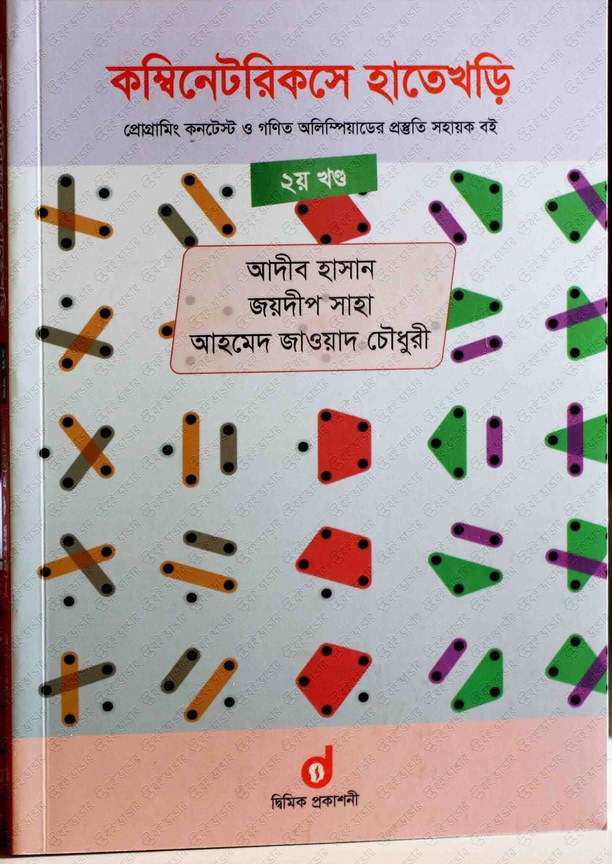 কম্বিনেটরিকসে হাতেখড়ি
প্রোগ্রামিং কনটেস্ট ও গণিত অলিম্পিয়াডের প্রস্তুতি সহায়ক বই
২য় খণ্ড
আদীব হাসান
জয়দীপ সাহা
আহমেদ জাওয়াদ চৌধুরী
দ্বিমিক প্রকাশনী